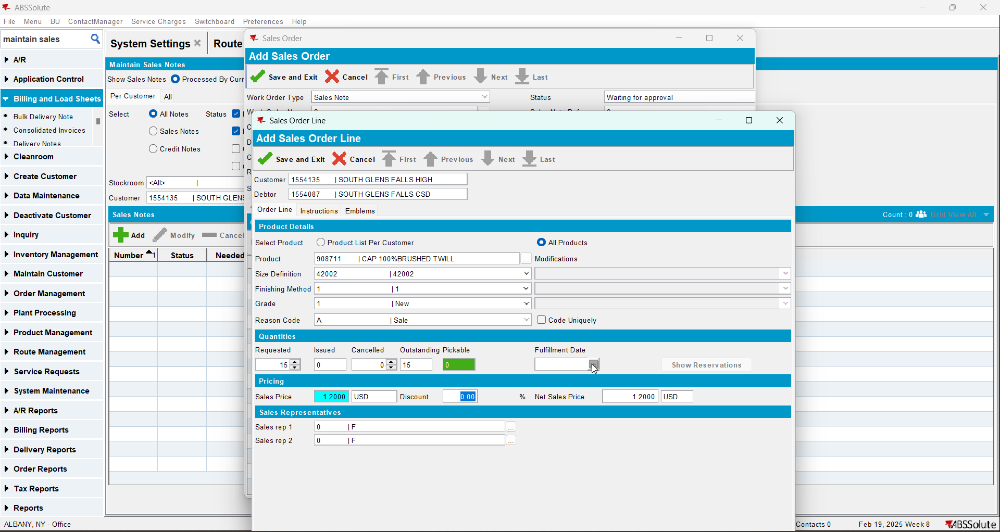 ABSSolute
File Menu BU ContactManager Service Charges Switchboard Preferences Help
maintain sales
A/R
Application Control
Billing and Load Sheets
Bulk Delivery Note
Consolidated Invoices
Delivery Notes
Cleanroom
Create Customer
Data Maintenance
Deactivate Customer
Inquiry
Inventory Management
Maintain Customer
Order Management
Plant Processing
Product Management
Route Management
Service Requests
System Maintenance
A/R Reports
Billing Reports
Delivery Reports
Order Reports
Tax Reports
Reports
System Settings Route
Maintain Sales Notes
Show Sales Notes Processed By Curr
Per Customer All
Select All Notes Status
Sales Notes
Credit Notes
Stockroom <All> |
Customer 1554135 | SOUTH GLENS
Sales Notes
Count : 0 Grid View All
Add Modify Cancel
Number 1 Status Needed
Sales Order
Add Sales Order
Save and Exit Cancel First Previous Next Last
Work Order Type Sales Note Status Waiting for approval
Sales Order Line
Add Sales Order Line
Save and Exit Cancel First Previous Next Last
Customer 1554135 | SOUTH GLENS FALLS HIGH
Debtor 1554087 | SOUTH GLENS FALLS CSD
Order Line Instructions Emblems
Product Details
Select Product Product List Per Customer All Products
Product 908711 | CAP 100%BRUSHED TWILL ... Modifications
Size Definition 42002 | 42002
Finishing Method 1 | 1
Grade 1 | New
Reason Code A | Sale Code Uniquely
Quantities
Requested Issued Cancelled Outstanding Pickable Fulfillment Date
15 0 0 15 0 Show Reservations
Pricing
Sales Price 1.2000 USD Discount 0.00 % Net Sales Price 1.2000 USD
Sales Representatives
Sales rep 1 0 | F ...
Sales rep 2 0 | F ...
ALBANY, NY - Office
Contacts 0 Feb 19, 2025 Week 8 ABSSolute